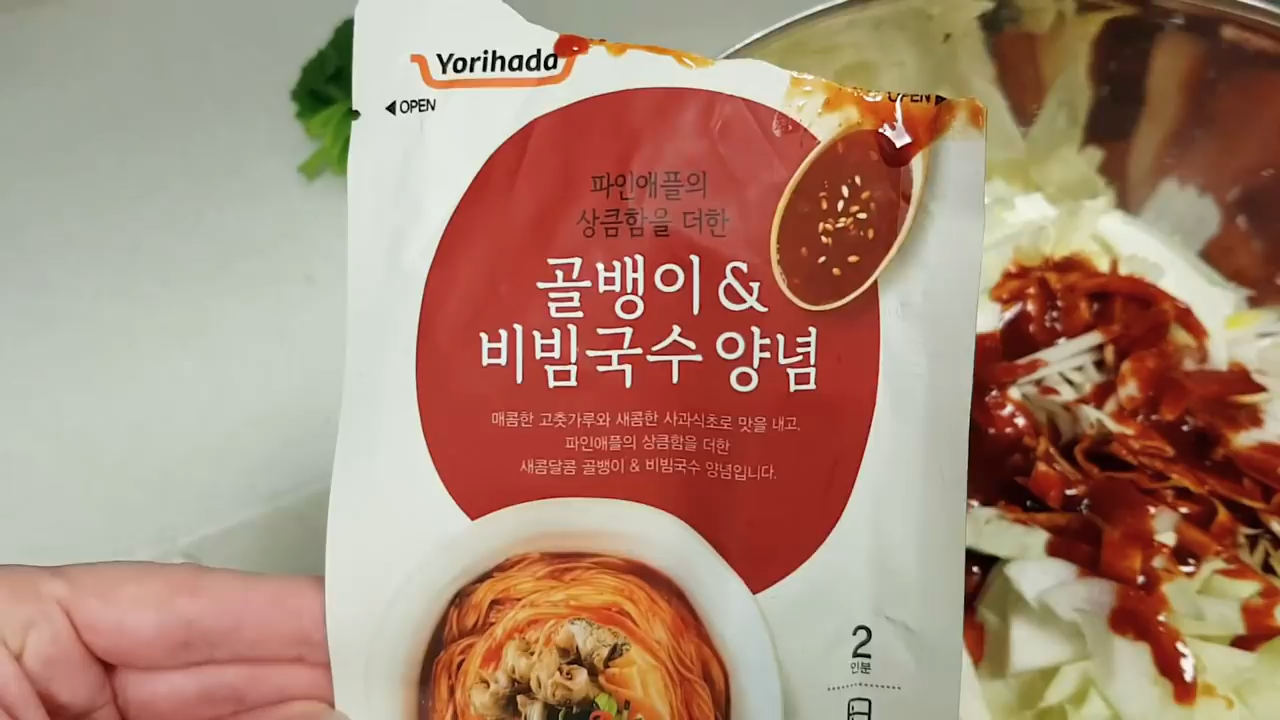 Yorihada
◀OPEN
OPEN▶
파인애플의
상큼함을 더한
골뱅이 &
비빔국수 양념
매콤한 고춧가루와 새콤한 사과식초로 맛을 내고,
파인애플의 상큼함을 더한
새콤달콤 골뱅이 & 비빔국수 양념입니다.
2
인분